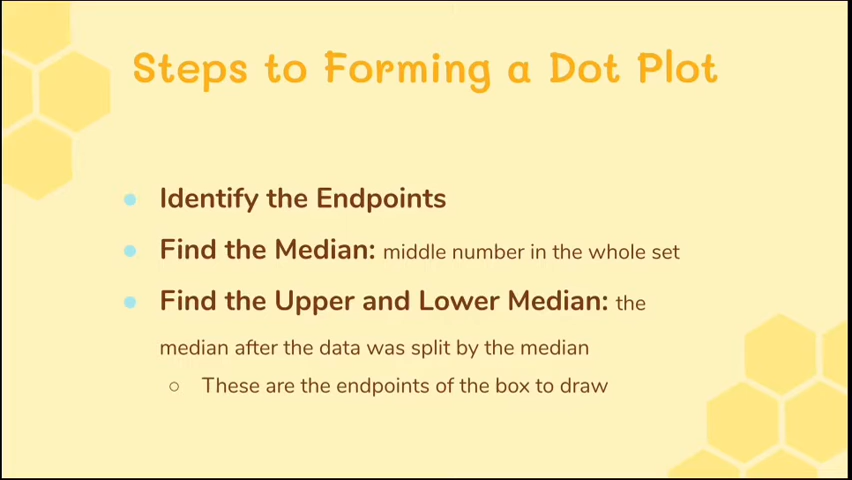 Steps to Forming a Dot Plot
● Identify the Endpoints
● Find the Median: middle number in the whole set
● Find the Upper and Lower Median: the
median after the data was split by the median
○ These are the endpoints of the box to draw